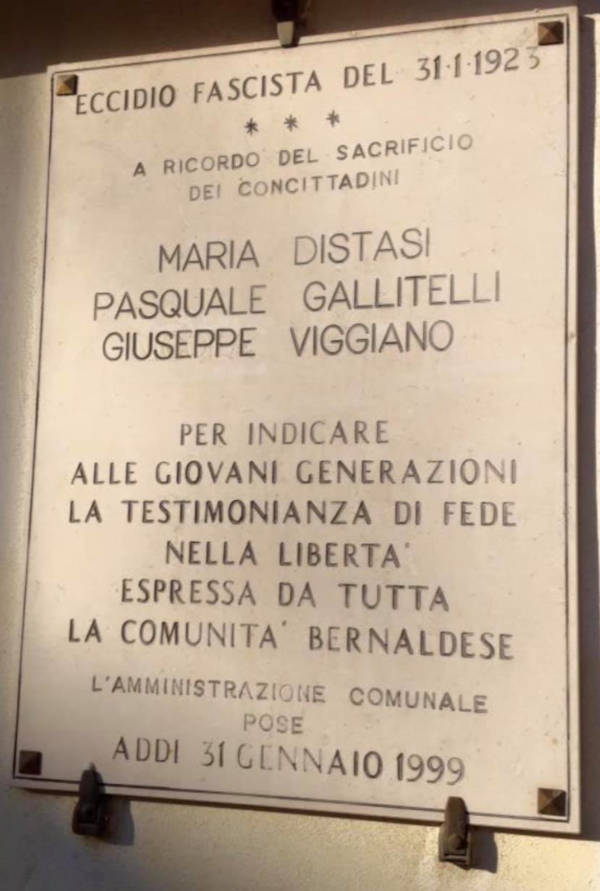 ECCIDIO FASCISTA DEL 31·1·1923
* * *
A RICORDO DEL SACRIFICIO
DEI CONCITTADINI
MARIA DISTASI
PASQUALE GALLITELLI
GIUSEPPE VIGGIANO
PER INDICARE
ALLE GIOVANI GENERAZIONI
LA TESTIMONIANZA DI FEDE
NELLA LIBERTA'
ESPRESSA DA TUTTA
LA COMUNITA' BERNALDESE
L'AMMINISTRAZIONE COMUNALE
POSE
ADDI 31 GENNAIO 1999